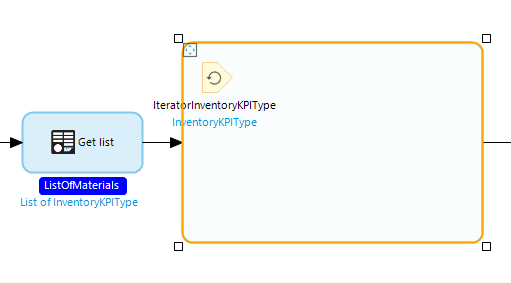 IteratorInventoryKPIType
InventoryKPIType
Get list
ListOfMaterials
List of InventoryKPIType